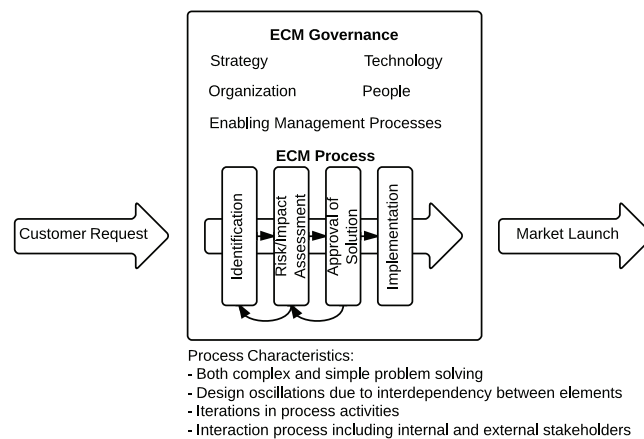 ECM Governance
Strategy Technology
Organization People
Enabling Management Processes
ECM Process
Customer Request
Identification
Risk/Impact
Assessment
Approval of
Solution
Implementation
Market Launch
Process Characteristics:
- Both complex and simple problem solving
- Design oscillations due to interdependency between elements
- Iterations in process activities
- Interaction process including internal and external stakeholders